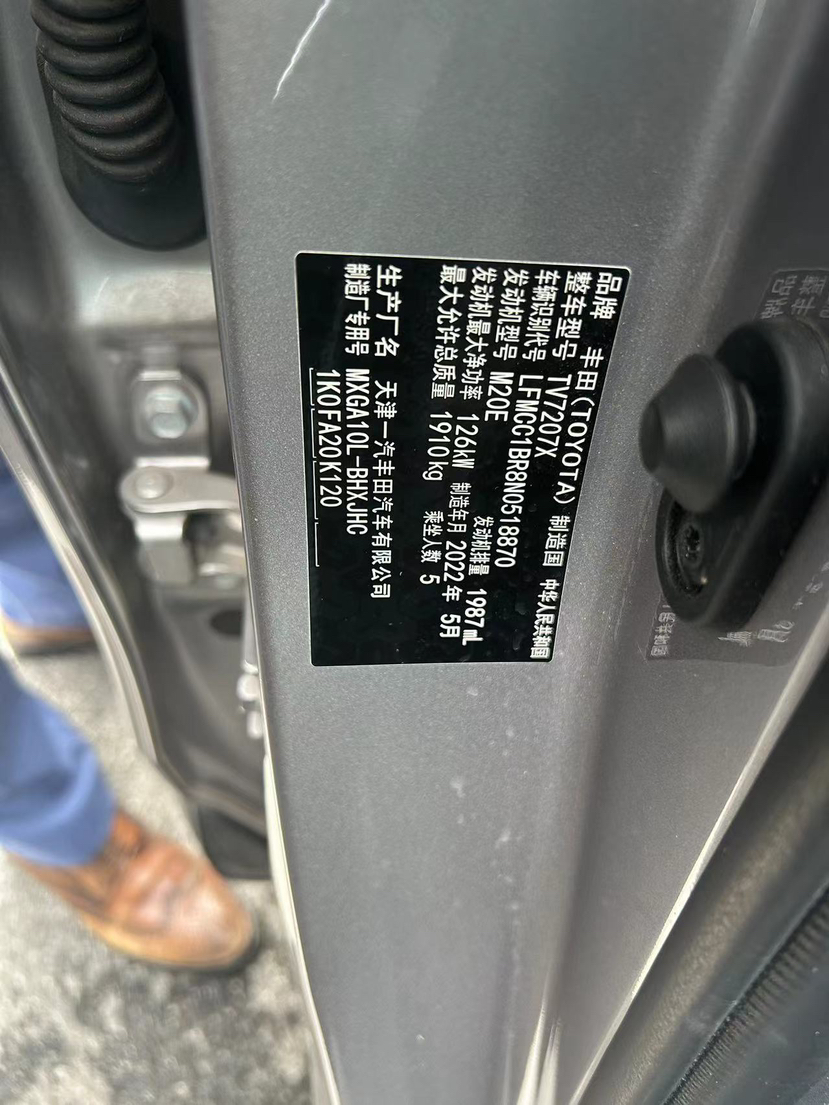 品牌 丰田(TOYOTA) 制造国 中华人民共和国
整车型号 TV7207X
车辆识别代号 LFMCC1BR8N0518870
发动机型号 M20E 发动机排量 1987mL
发动机最大净功率 126kW 制造年月 2022年 5月
最大允许总质量 1910kg 乘坐人数 5
生产厂名 天津一汽丰田汽车有限公司
制造厂专用号 MXGA10L-BHXJHC
1K0FA20K120